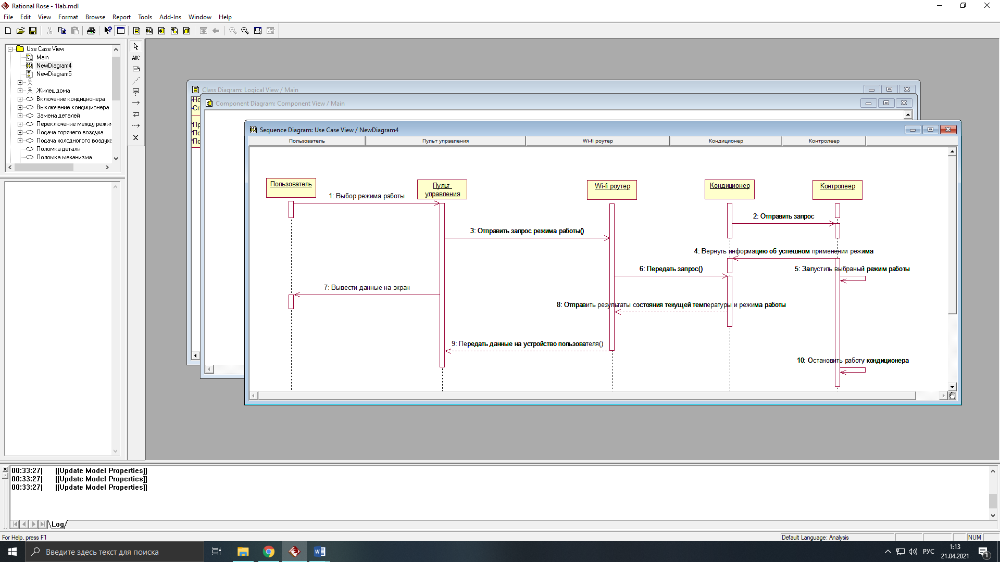 Rational Rose - 1lab.mdl
File Edit View Format Browse Report Tools Add-Ins Window Help
ABC
Use Case View
Main
NewDiagram4
NewDiagram5
Жилец дома
Включение кондиционера
Выключение кондиционера
Замена деталей
Переключение между режи
Подача горячего воздуха
Подача холодного воздуха
Поломка детали
Поломка механизма
Class Diagram: Logical View / Main
Но
Сп
Пр
По
По
Component Diagram: Component View / Main
Sequence Diagram: Use Case View / NewDiagram4
Пользователь Пульт управления Wi-fi роутер Кондиционер Контролеер
Пользователь
Пульт
управления
Wi-fi роутер
Кондиционер
Контролеер
1: Выбор режима работы
2: Отправить запрос
3: Отправить запрос режима работы()
4: Вернуть информацию об успешном применении режима
5: Запустить выбраный режим работы
6: Передать запрос()
7: Вывести данные на экран
8: Отправить результаты состояния текущей температуры и режима работы
9: Передать данные на устройство пользователя()
10: Остановить работу кондиционера
00:33:27| [[Update Model Properties]]
00:33:27| [[Update Model Properties]]
00:33:27| [[Update Model Properties]]
Log
For Help, press F1
Default Language: Analysis
NUM
Введите здесь текст для поиска
РУС
1:13
21.04.2021
1